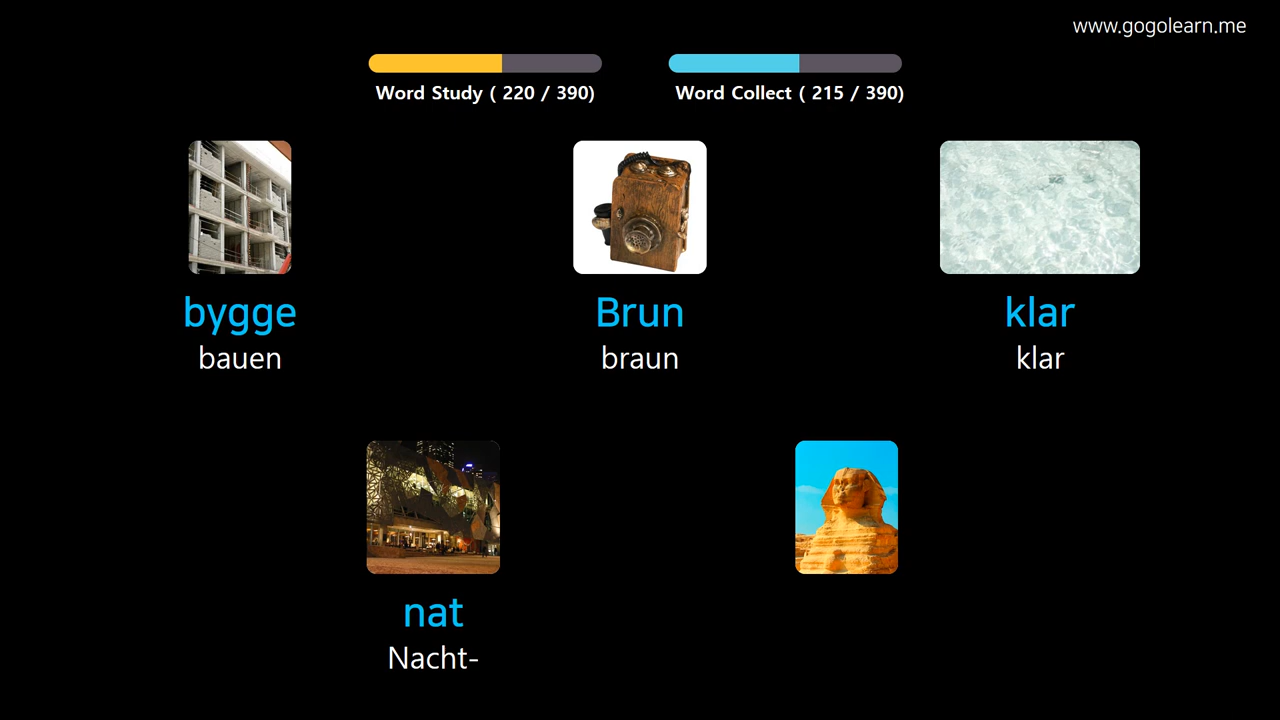 www.gogolearn.me
Word Study ( 220 / 390)
Word Collect ( 215 / 390)
bygge
bauen
Brun
braun
klar
klar
nat
Nacht-